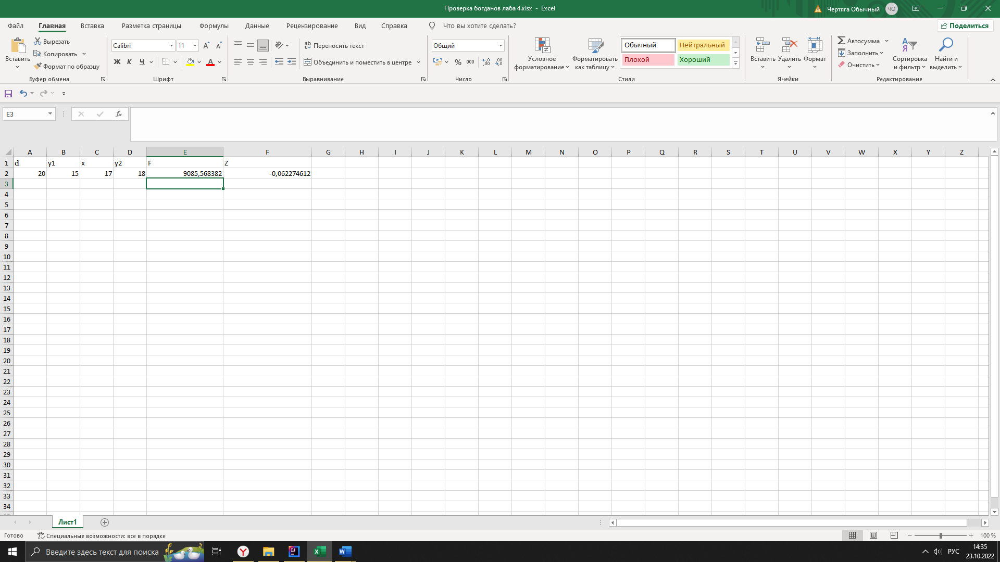 Проверка богданов лаба 4.xlsx - Excel
Чертяга Обычный ЧО
Файл Главная Вставка Разметка страницы Формулы Данные Рецензирование Вид Справка Что вы хотите сделать? Поделиться
Вставить
Вырезать
Копировать
Формат по образцу
Буфер обмена
Calibri 11
Ж К Ч
Шрифт
Переносить текст
Объединить и поместить в центре
Выравнивание
Общий
% 000
Число
Условное форматирование
Форматировать как таблицу
Обычный Нейтральный
Плохой Хороший
Стили
Вставить Удалить Формат
Ячейки
Автосумма
Заполнить
Очистить
Сортировка и фильтр
Найти и выделить
Редактирование
E3 fx
A B C D E F G H I J K L M N O P Q R S T U V W X Y Z
1 d y1 x y2 F Z
2 20 15 17 18 9085,568382 -0,062274612
3
4
5
6
7
8
9
10
11
12
13
14
15
16
17
18
19
20
21
22
23
24
25
26
27
28
29
30
31
32
33
34
Лист1
Готово Специальные возможности: все в порядке 100 %
Введите здесь текст для поиска
РУС
14:35
23.10.2022